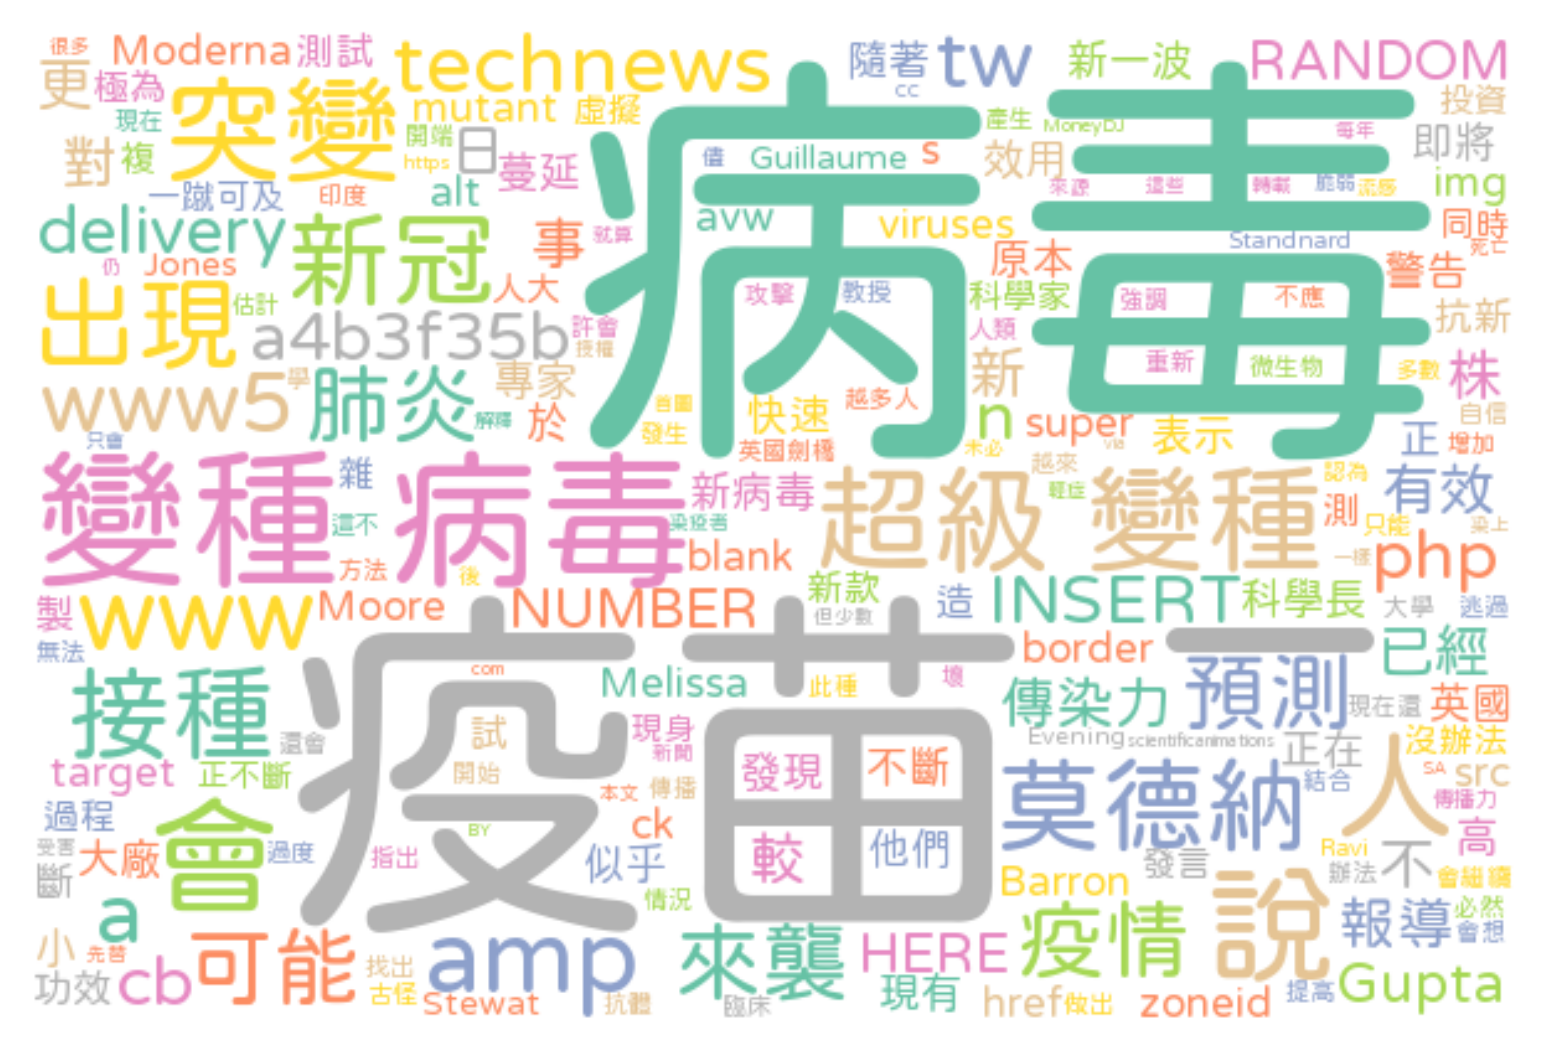 很多
Moderna
測試
technews
隨著
tw
新一波
RANDOM
更
極為
突變
mutant
虛擬
cc
投資
現在
開端
日
產生
MoneyDJ
每年
即將
對
複
https
蔓延
儘
Guillaume
s
效用
一蹴可及
印度
alt
來源
這些
轉載
脆弱
流感
img
delivery
新冠
事
就算
avw
viruses
同時
仍
Jones
人大
病毒
原本
Standnard
死亡
警告
出現
估計
a4b3f35b
許會
授權
攻擊
教授
科學家
強調
不應
抗新
人類
www5
學
肺炎
專家
新
重新
微生物
多數
株
解釋
於
首圖
發生
快速
越多人
n
super
via
表示
自信
正
增加
只會
英國劍橋
未必
變種
病毒
雜
這不
新病毒
染疫者
超級
變種
越來
輕症
認為
測
有效
只能
染上
方法
後
blank
一樣
php
製
www
Moore
NUMBER
新款
但少數
造
INSERT
科學長
大學
逃過
無法
疫苗
border
一
已經
接種
com
Melissa
此種
壞
傳染力
預測
現在還
英國
還會
試
現身
新聞
Evening
scientificanimations
正在
沒辦法
target
正不斷
開始
本文
傳播
發現
不斷
莫德納
結合
人
SA
src
傳播力
過程
會
BY
ck
較
他們
高
受害
大廠
過度
指出
似乎
Ravi
斷
情況
Barron
發言
辦法
不
會繼續
a
疫情
說
報導
必然
會想
小
先替
可能
找出
amp
來襲
HERE
功效
cb
古怪
Stewat
抗體
臨床
現有
href
做出
zoneid
提高
Gupta